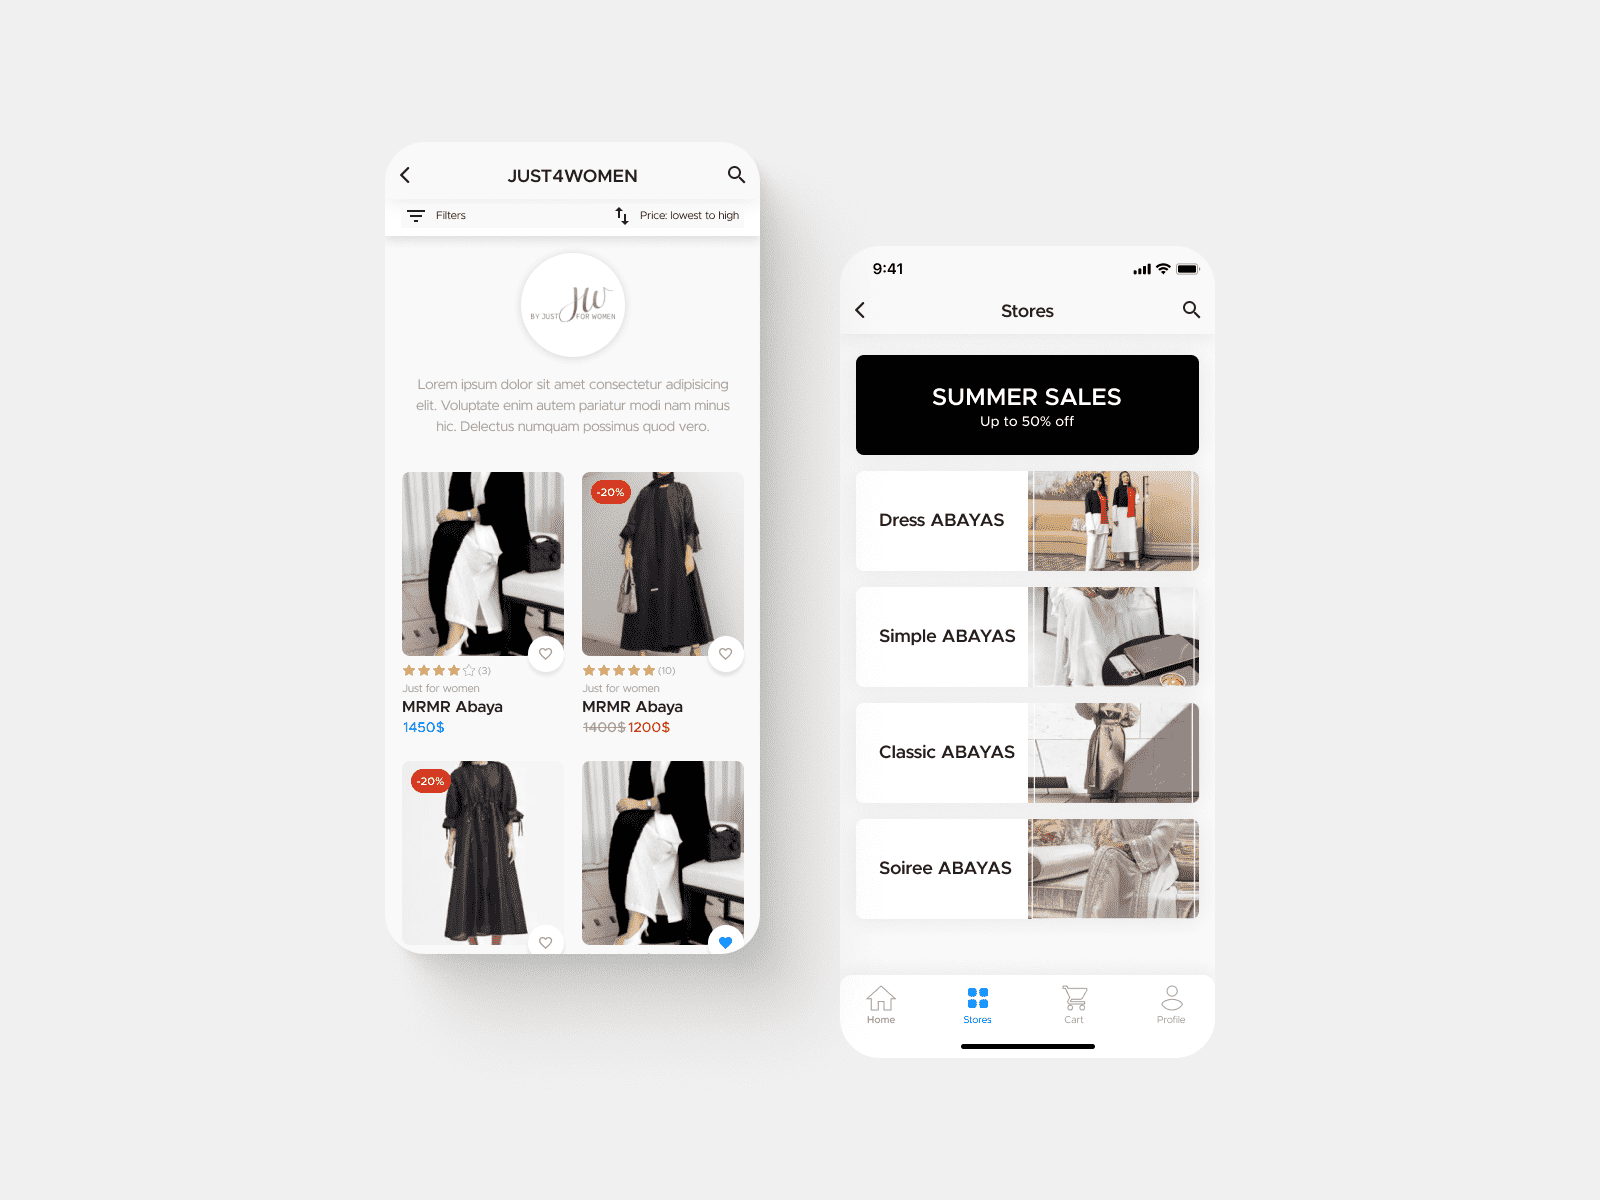 JUST4WOMEN
Filters
Price: lowest to high
JW
BY JUST FOR WOMEN
Lorem ipsum dolor sit amet consectetur adipisicing
elit. Voluptate enim autem pariatur modi nam minus
hic. Delectus numquam possimus quod vero.
(3)
Just for women
MRMR Abaya
1450$
-20%
(10)
Just for women
MRMR Abaya
1400$ 1200$
-20%
9:41
Stores
SUMMER SALES
Up to 50% off
Dress ABAYAS
Simple ABAYAS
Classic ABAYAS
Soiree ABAYAS
Home
Stores
Cart
Profile